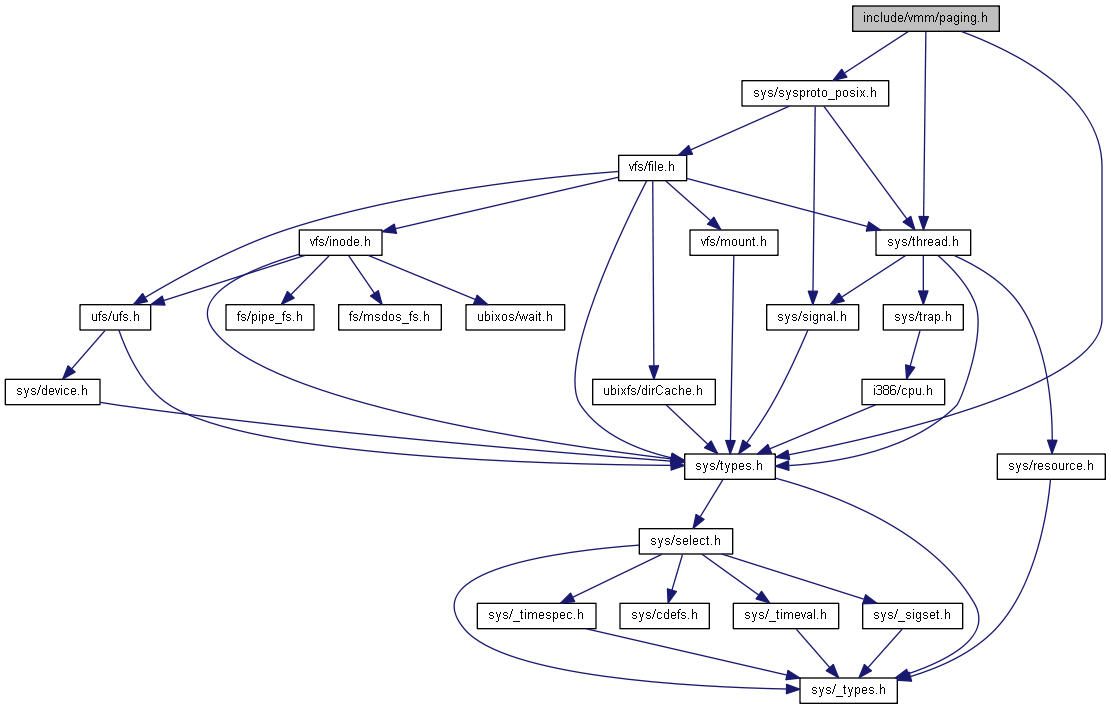 include/vmm/paging.h
sys/sysproto_posix.h
vfs/file.h
vfs/inode.h
vfs/mount.h
sys/thread.h
ufs/ufs.h
fs/pipe_fs.h
fs/msdos_fs.h
ubixos/wait.h
sys/signal.h
sys/trap.h
sys/device.h
ubixfs/dirCache.h
i386/cpu.h
sys/types.h
sys/resource.h
sys/select.h
sys/_timespec.h
sys/cdefs.h
sys/_timeval.h
sys/_sigset.h
sys/_types.h